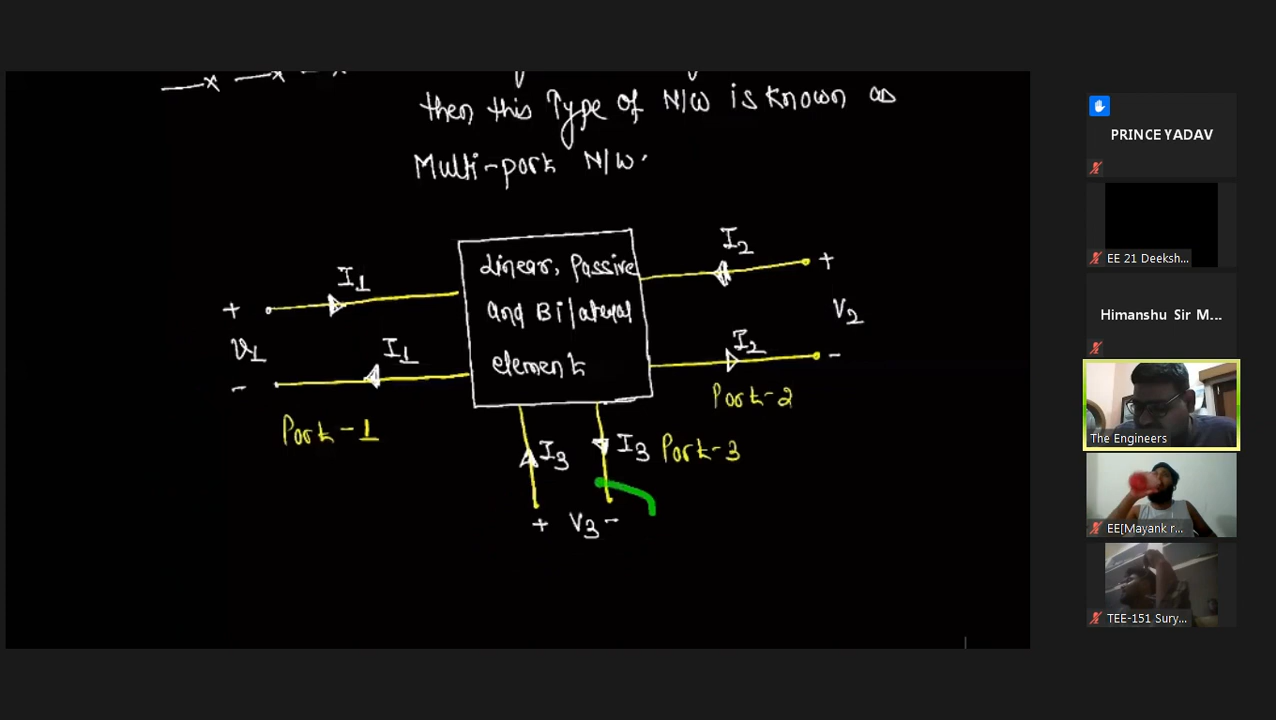 then this Type of N/W is known as
Multi-port N/W.
I1
+
V1
-
I1
Port-1
Linear, Passive
and Bilateral
element
I2
+
V2
I2
-
Port-2
I3
I3 Port-3
+ V3 -
PRINCE YADAV
EE 21 Deeksh...
Himanshu Sir M...
The Engineers
EE[Mayank r...
TEE-151 Sury...